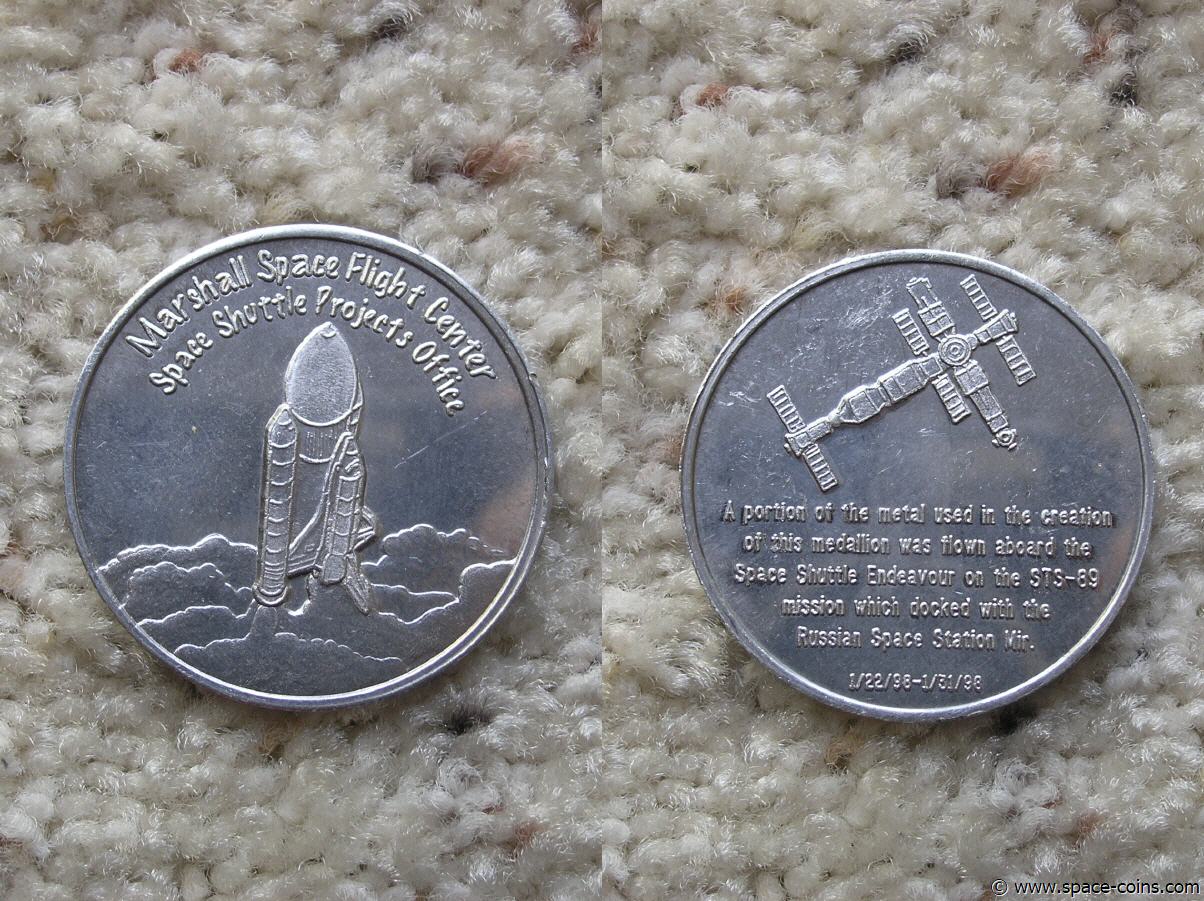 Marshall Space Flight Center
Space Shuttle Projects Office
A portion of the metal used in the creation
of this medallion was flown aboard the
Space Shuttle Endeavour on the STS-89
mission which docked with the
Russian Space Station Mir.
1/22/98-1/31/98
© www.space-coins.com